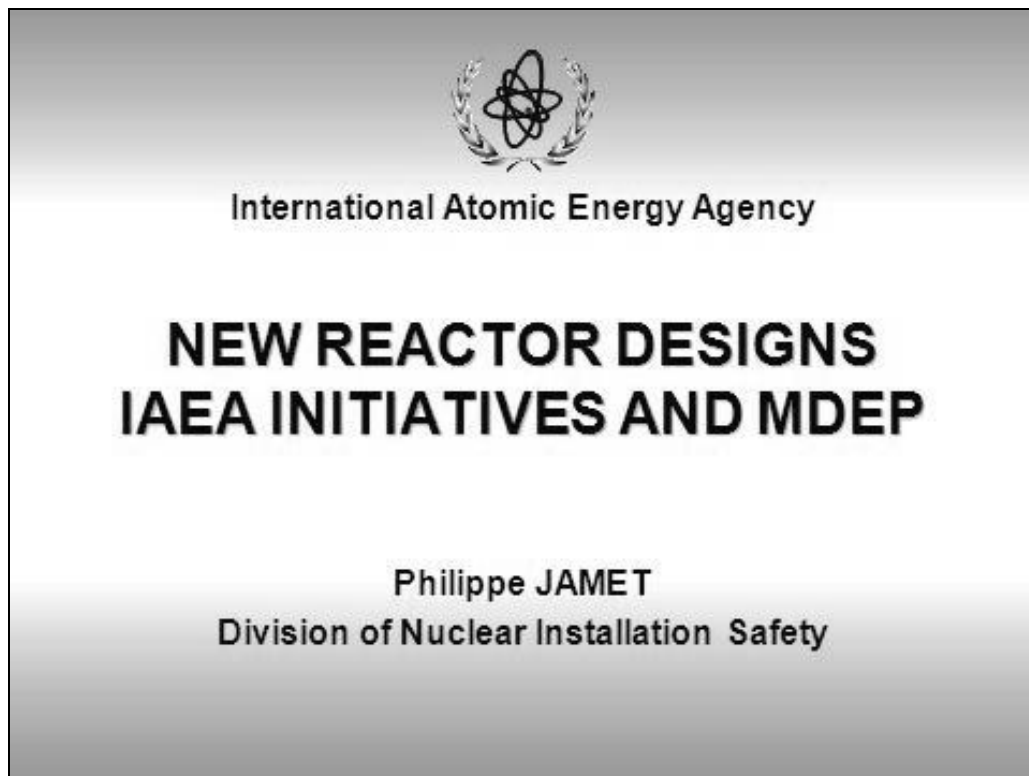 International Atomic Energy Agency
NEW REACTOR DESIGNS
IAEA INITIATIVES AND MDEP
Philippe JAMET
Division of Nuclear Installation Safety